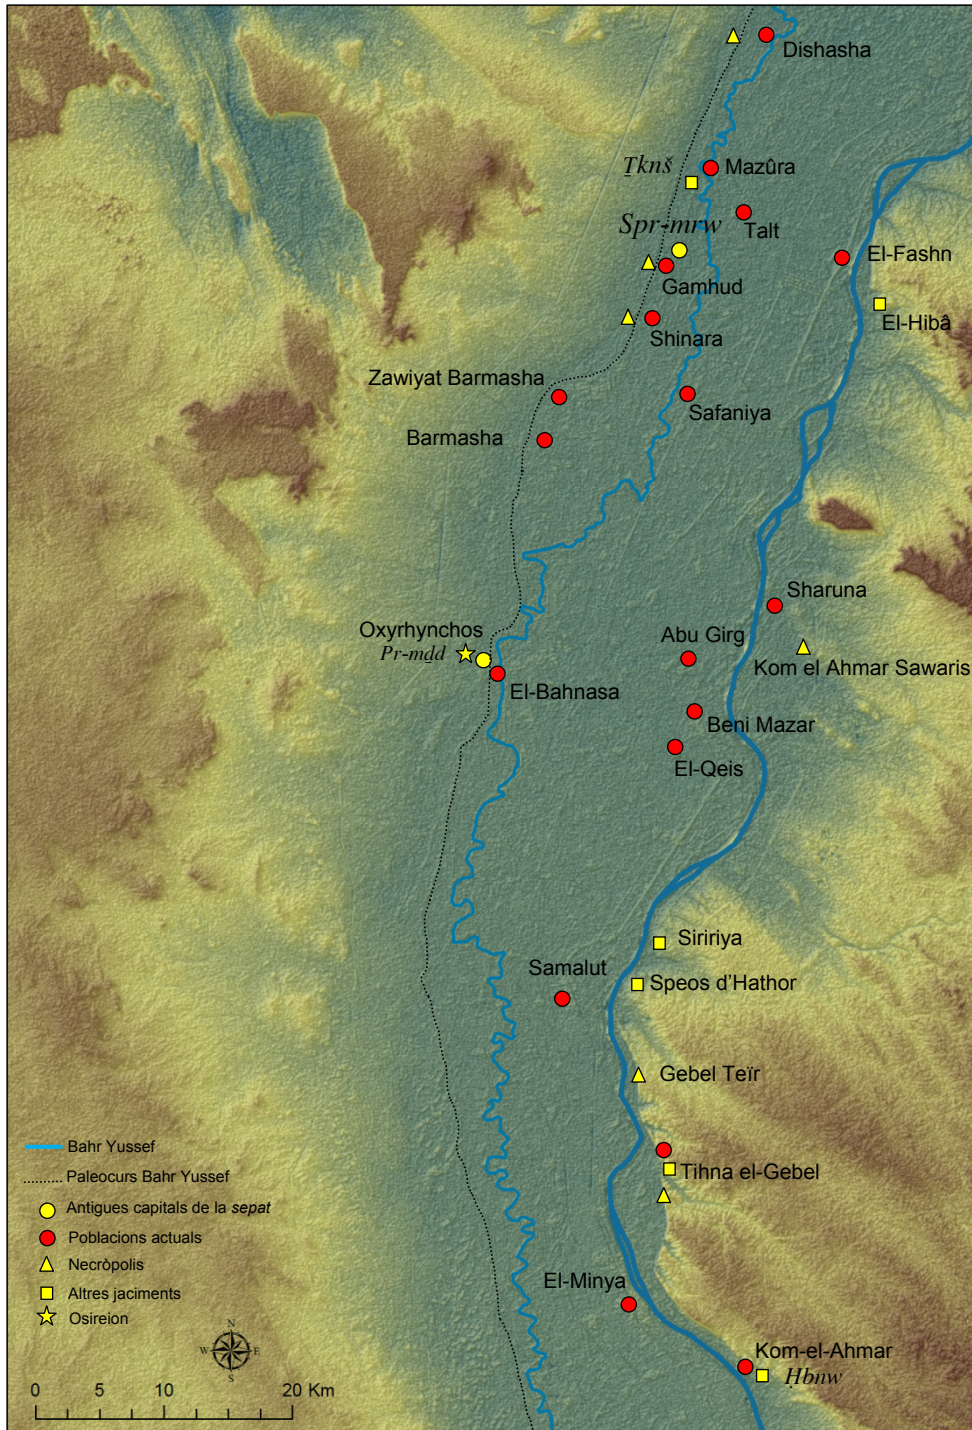 Dishasha
Ṯknš
Mazûra
Spr-mrw
Talt
El-Fashn
Gamhud
El-Hibâ
Shinara
Zawiyat Barmasha
Safaniya
Barmasha
Sharuna
Oxyrhynchos
Abu Girg
Pr-mḏd
Kom el Ahmar Sawaris
El-Bahnasa
Beni Mazar
El-Qeis
Siririya
Samalut
Speos d'Hathor
Gebel Teïr
Bahr Yussef
Tihna el-Gebel
Paleocurs Bahr Yussef
Antigues capitals de la sepat
Poblacions actuals
Necròpolis
El-Minya
Altres jaciments
Osireion
N
W E
S
Kom-el-Ahmar
Ḥbnw
0 5 10 20 Km